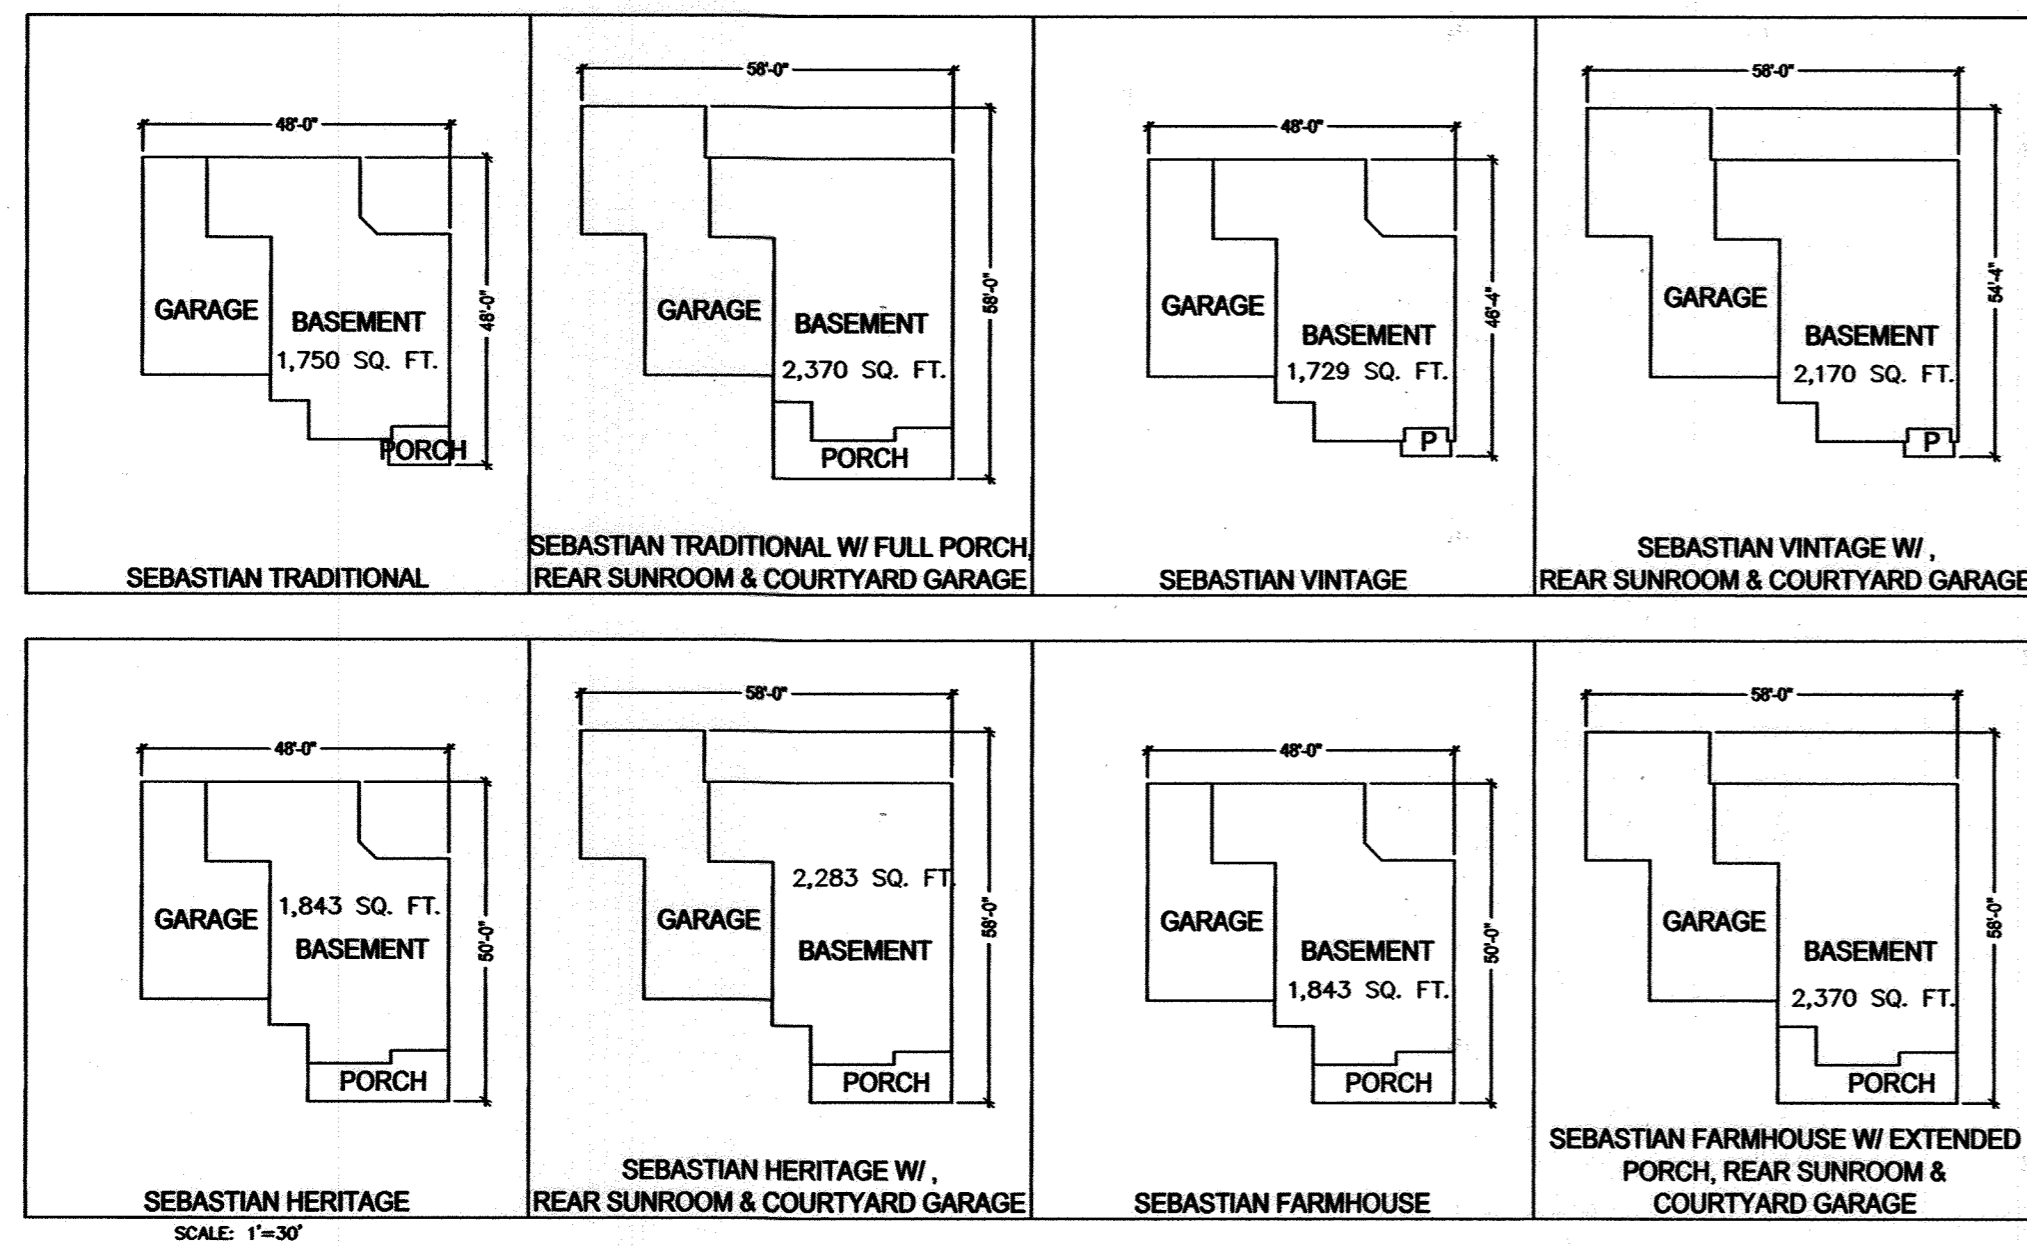 48'-0"
48'-0"
GARAGE
BASEMENT
1,750 SQ. FT.
PORCH
SEBASTIAN TRADITIONAL
58'-0"
58'-0"
GARAGE
BASEMENT
2,370 SQ. FT.
PORCH
SEBASTIAN TRADITIONAL W/ FULL PORCH,
REAR SUNROOM & COURTYARD GARAGE
48'-0"
46'-4"
GARAGE
BASEMENT
1,729 SQ. FT.
P
SEBASTIAN VINTAGE
58'-0"
54'-4"
GARAGE
BASEMENT
2,170 SQ. FT.
P
SEBASTIAN VINTAGE W/ ,
REAR SUNROOM & COURTYARD GARAGE
48'-0"
50'-0"
GARAGE
1,843 SQ. FT.
BASEMENT
PORCH
SEBASTIAN HERITAGE
SCALE: 1'=30'
58'-0"
58'-0"
2,283 SQ. FT.
GARAGE
BASEMENT
PORCH
SEBASTIAN HERITAGE W/ ,
REAR SUNROOM & COURTYARD GARAGE
48'-0"
50'-0"
GARAGE
BASEMENT
1,843 SQ. FT.
PORCH
SEBASTIAN FARMHOUSE
58'-0"
58'-0"
GARAGE
BASEMENT
2,370 SQ. FT.
PORCH
SEBASTIAN FARMHOUSE W/ EXTENDED
PORCH, REAR SUNROOM &
COURTYARD GARAGE